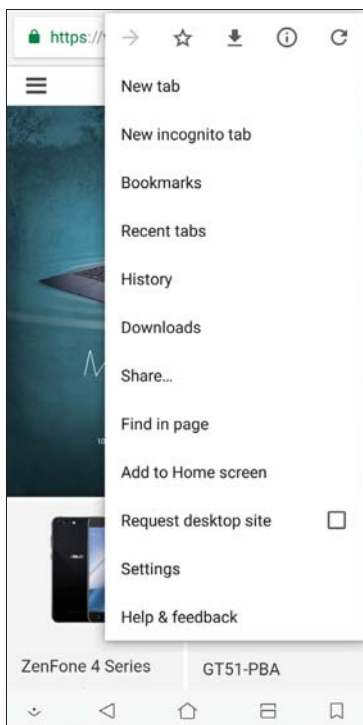 https://
New tab
New incognito tab
Bookmarks
Recent tabs
History
Downloads
Share...
Find in page
Add to Home screen
Request desktop site
Settings
Help & feedback
ZenFone 4 Series
GT51-PBA